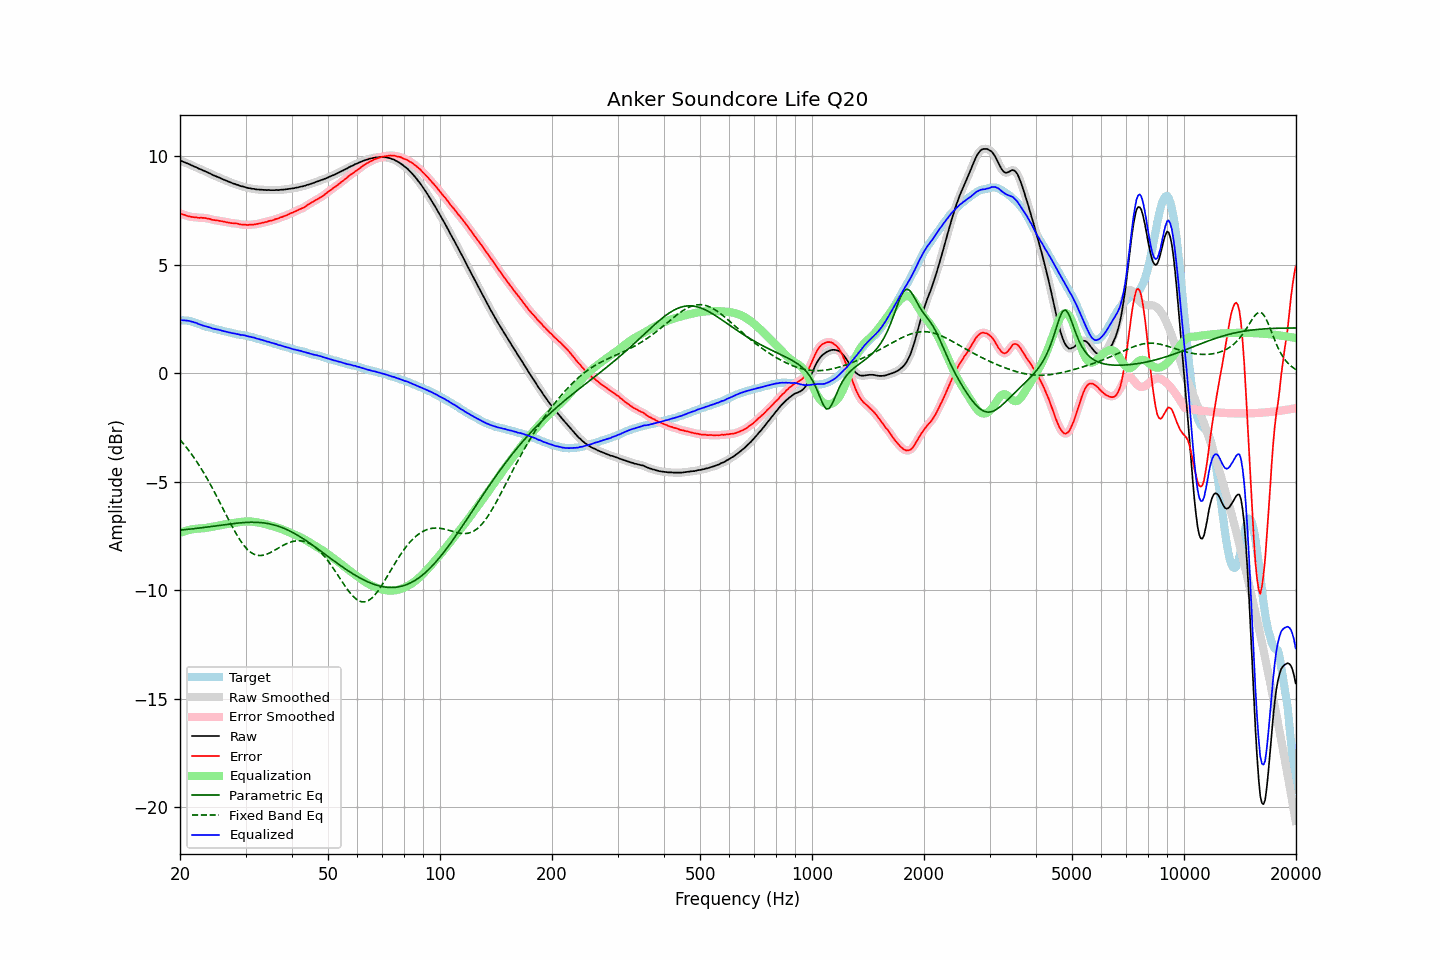 Anker Soundcore Life Q20
Amplitude (dBr)
10
5
0
−5
−10
−15
−20
Target
Raw Smoothed
Error Smoothed
Raw
Error
Equalization
Parametric Eq
Fixed Band Eq
Equalized
20 50 100 200 500 1000 2000 5000 10000 20000
Frequency (Hz)